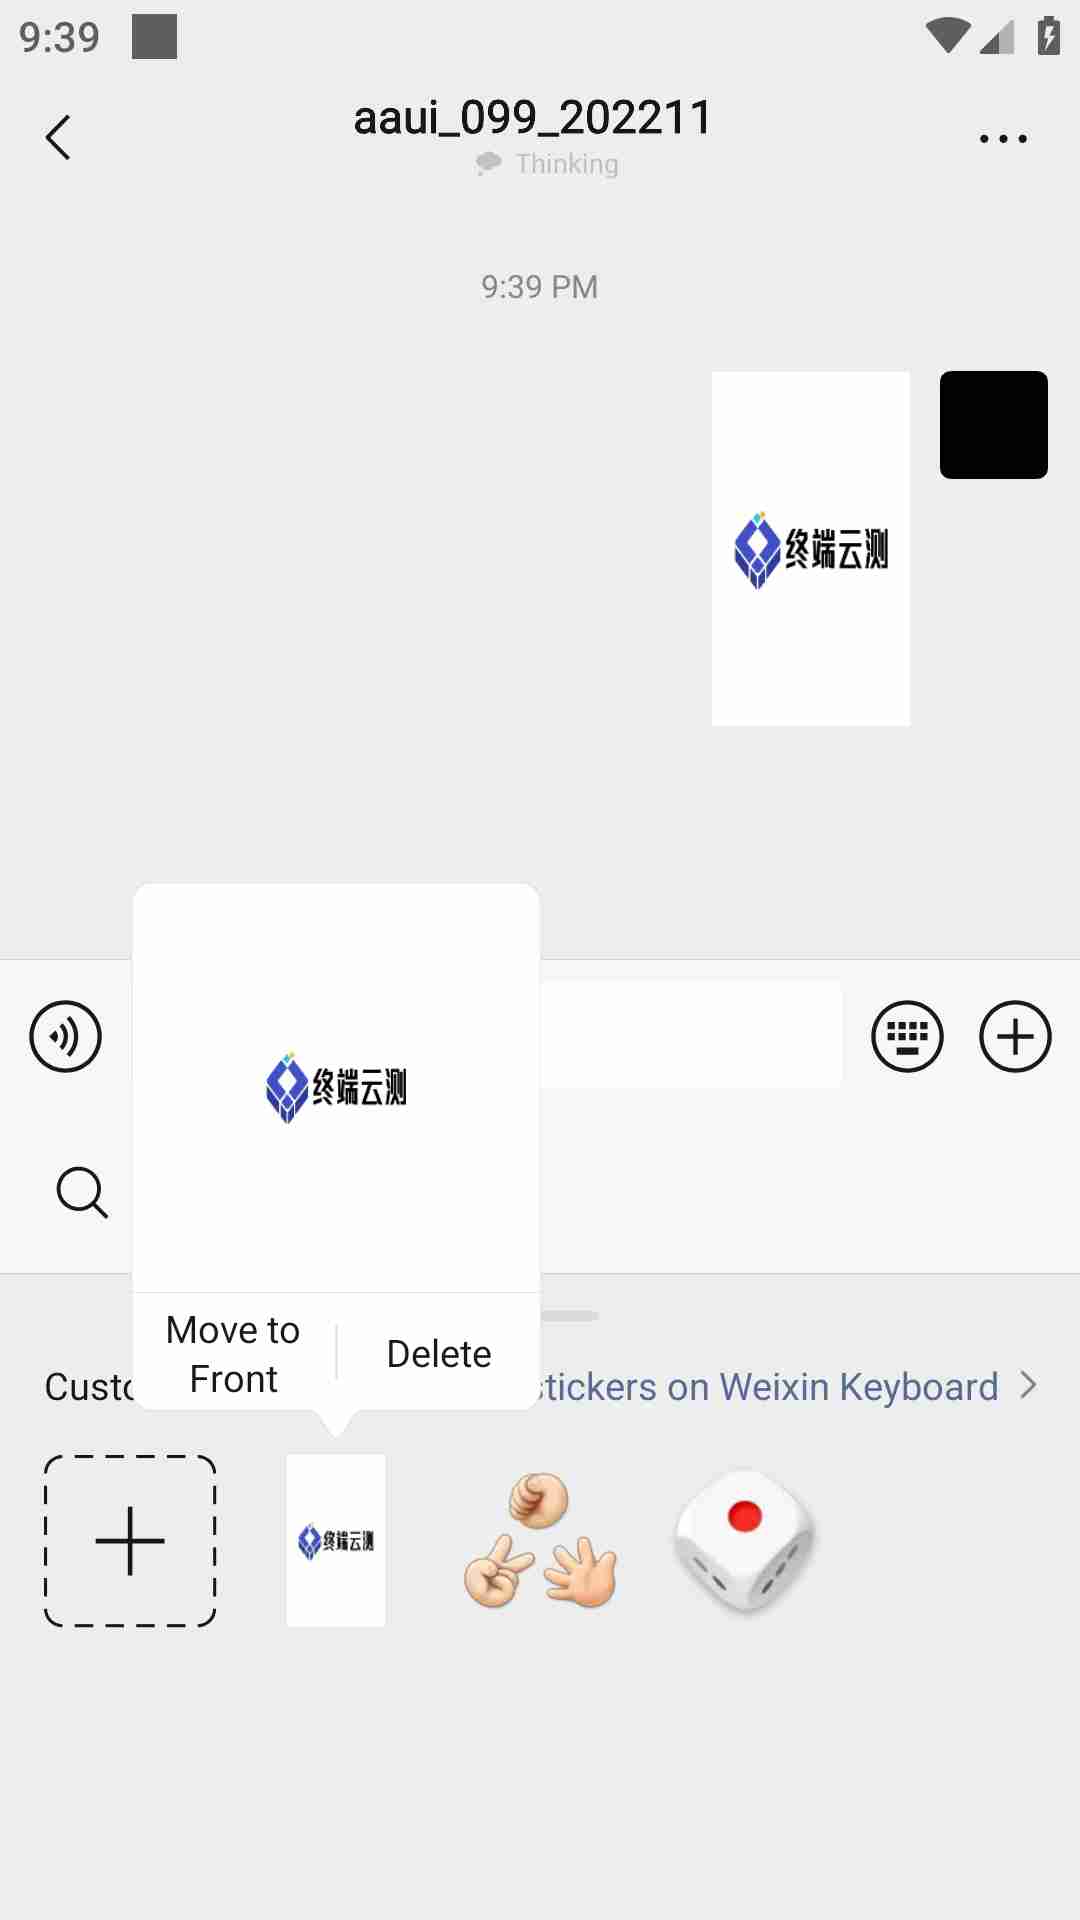 9:39
aaui_099_202211
Thinking
9:39 PM
终端云测
终端云测
Move to
Front
Delete
stickers on Weixin Keyboard
终端云测